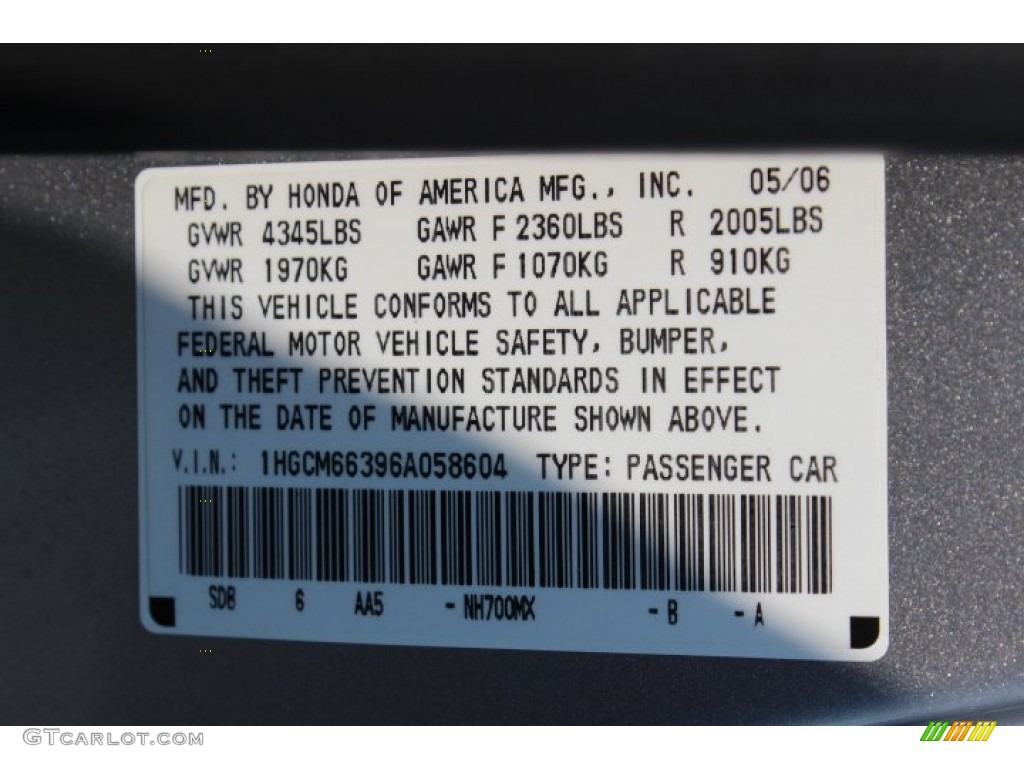 MFD. BY HONDA OF AMERICA MFG., INC. 05/06
GVWR 4345LBS GAWR F 2360LBS R 2005LBS
GVWR 1970KG GAWR F 1070KG R 910KG
THIS VEHICLE CONFORMS TO ALL APPLICABLE
FEDERAL MOTOR VEHICLE SAFETY, BUMPER,
AND THEFT PREVENTION STANDARDS IN EFFECT
ON THE DATE OF MANUFACTURE SHOWN ABOVE.
V.I.N.: 1HGCM66396A058604 TYPE: PASSENGER CAR
SDB 6 AA5 -NH700MX -B -A
GTCarlot.com